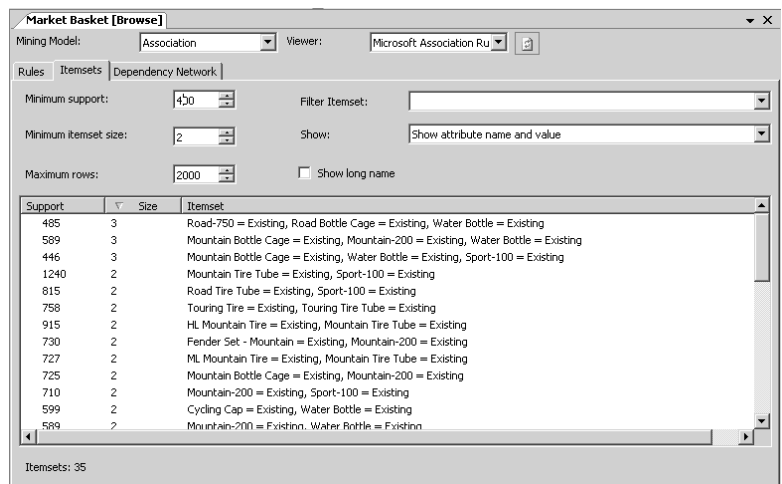 Market Basket [Browse]
Mining Model: Association Viewer: Microsoft Association Ru
Rules Itemsets Dependency Network
Minimum support: Filter Itemset:
Minimum itemset size: 2 Show: Show attribute name and value
Maximum rows: 2000 Show long name
Support Size Itemset
485 3 Road-750 = Existing, Road Bottle Cage = Existing, Water Bottle = Existing
589 3 Mountain Bottle Cage = Existing, Mountain-200 = Existing, Water Bottle = Existing
446 3 Mountain Bottle Cage = Existing, Water Bottle = Existing, Sport-100 = Existing
1240 2 Mountain Tire Tube = Existing, Sport-100 = Existing
815 2 Road Tire Tube = Existing, Sport-100 = Existing
758 2 Touring Tire = Existing, Touring Tire Tube = Existing
915 2 HL Mountain Tire = Existing, Mountain Tire Tube = Existing
730 2 Fender Set - Mountain = Existing, Mountain-200 = Existing
727 2 ML Mountain Tire = Existing, Mountain Tire Tube = Existing
725 2 Mountain Bottle Cage = Existing, Mountain-200 = Existing
710 2 Mountain-200 = Existing, Sport-100 = Existing
599 2 Cycling Cap = Existing, Water Bottle = Existing
589 2 Mountain-200 = Existing, Water Bottle = Existing
Itemsets: 35